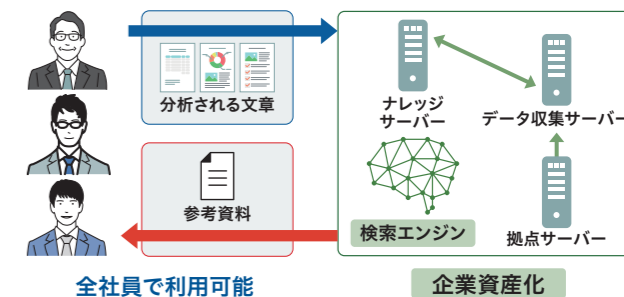 分析される文章
参考資料
全社員で利用可能
ナレッジ
サーバー
データ収集サーバー
検索エンジン
拠点サーバー
企業資産化